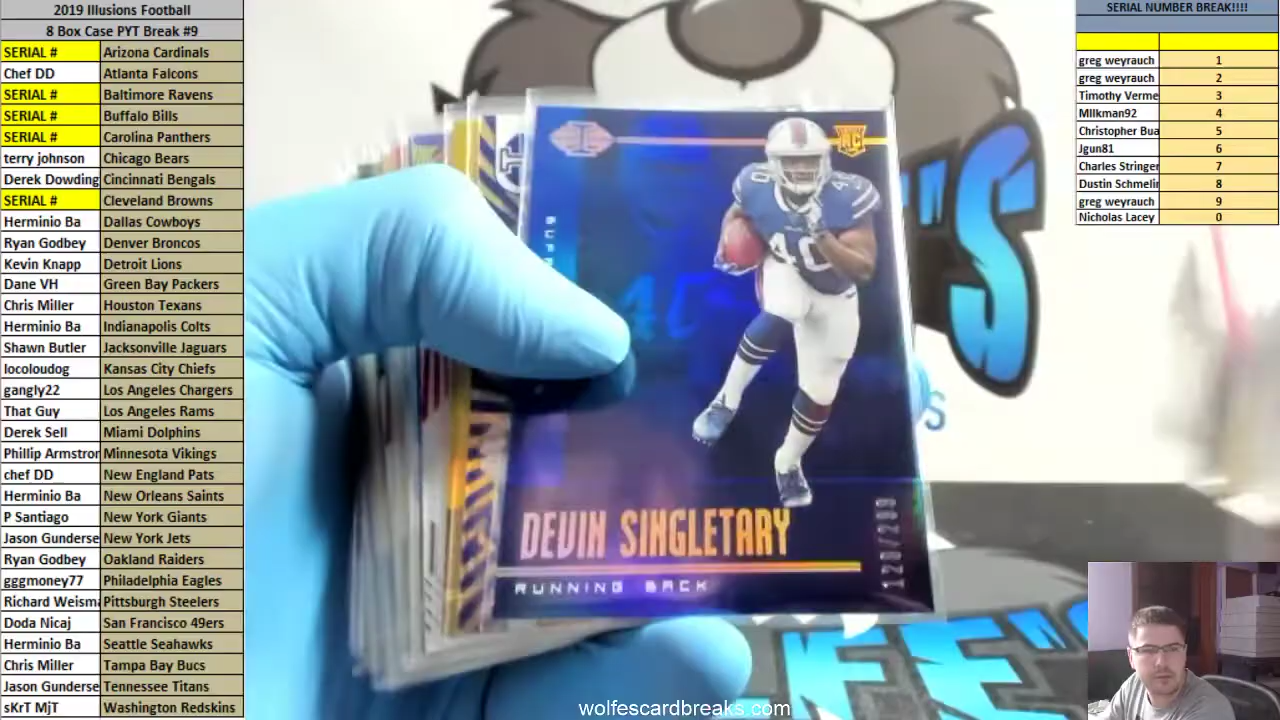 2019 Illusions Football
8 Box Case PYT Break #9
SERIAL # Arizona Cardinals
Chef DD Atlanta Falcons
SERIAL # Baltimore Ravens
SERIAL # Buffalo Bills
SERIAL # Carolina Panthers
terry johnson Chicago Bears
Derek Dowding Cincinnati Bengals
SERIAL # Cleveland Browns
Herminio Ba Dallas Cowboys
Ryan Godbey Denver Broncos
Kevin Knapp Detroit Lions
Dane VH Green Bay Packers
Chris Miller Houston Texans
Herminio Ba Indianapolis Colts
Shawn Butler Jacksonville Jaguars
locoloudog Kansas City Chiefs
gangly22 Los Angeles Chargers
That Guy Los Angeles Rams
Derek Sell Miami Dolphins
Phillip Armstror Minnesota Vikings
chef DD New England Pats
Herminio Ba New Orleans Saints
P Santiago New York Giants
Jason Gunderse New York Jets
Ryan Godbey Oakland Raiders
gggmoney77 Philadelphia Eagles
Richard Weisma Pittsburgh Steelers
Doda Nicaj San Francisco 49ers
Herminio Ba Seattle Seahawks
Chris Miller Tampa Bay Bucs
Jason Gunderse Tennessee Titans
sKrT MjT Washington Redskins
SERIAL NUMBER BREAK!!!!
greg weyrauch 1
greg weyrauch 2
Timothy Verme 3
MIlkman92 4
Christopher Bua 5
Jgun81 6
Charles Stringer 7
Dustin Schmelin 8
greg weyrauch 9
Nicholas Lacey 0
RC
40
40
DEVIN SINGLETARY
RUNNING BACK
wolfescardbreaks.com